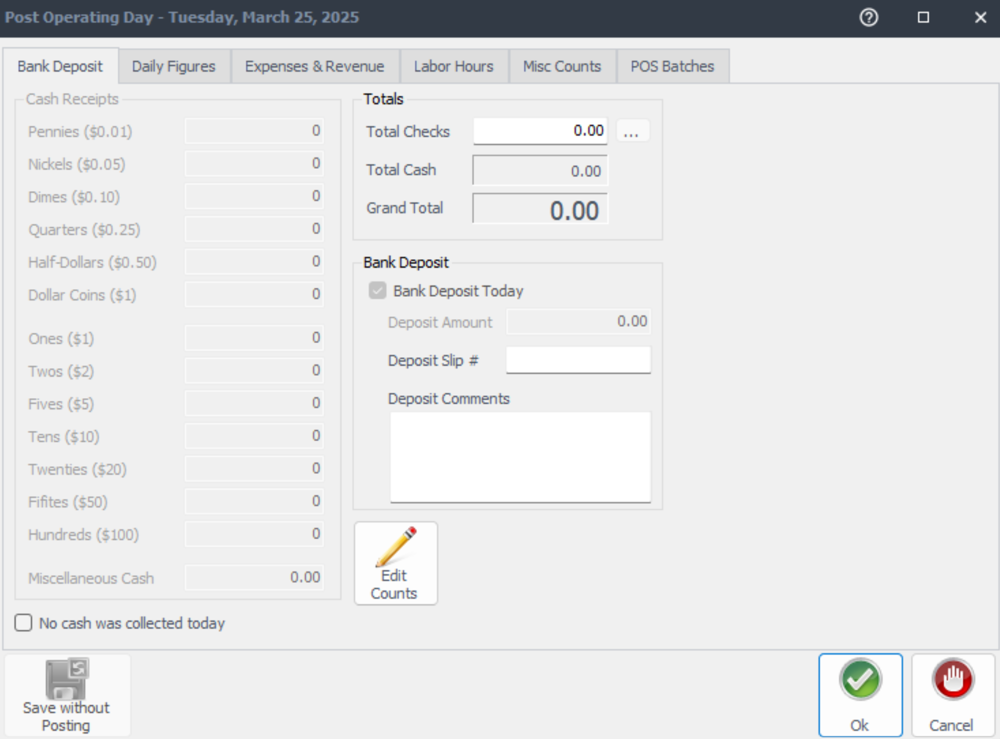 Post Operating Day - Tuesday, March 25, 2025
Bank Deposit
Daily Figures
Expenses & Revenue
Labor Hours
Misc Counts
POS Batches
Cash Receipts
Pennies ($0.01) 0
Nickels ($0.05) 0
Dimes ($0.10) 0
Quarters ($0.25) 0
Half-Dollars ($0.50) 0
Dollar Coins ($1) 0
Ones ($1) 0
Twos ($2) 0
Fives ($5) 0
Tens ($10) 0
Twenties ($20) 0
Fifites ($50) 0
Hundreds ($100) 0
Miscellaneous Cash 0.00
No cash was collected today
Totals
Total Checks 0.00 ...
Total Cash 0.00
Grand Total 0.00
Bank Deposit
Bank Deposit Today
Deposit Amount 0.00
Deposit Slip #
Deposit Comments
Edit
Counts
Save without
Posting
Ok
Cancel